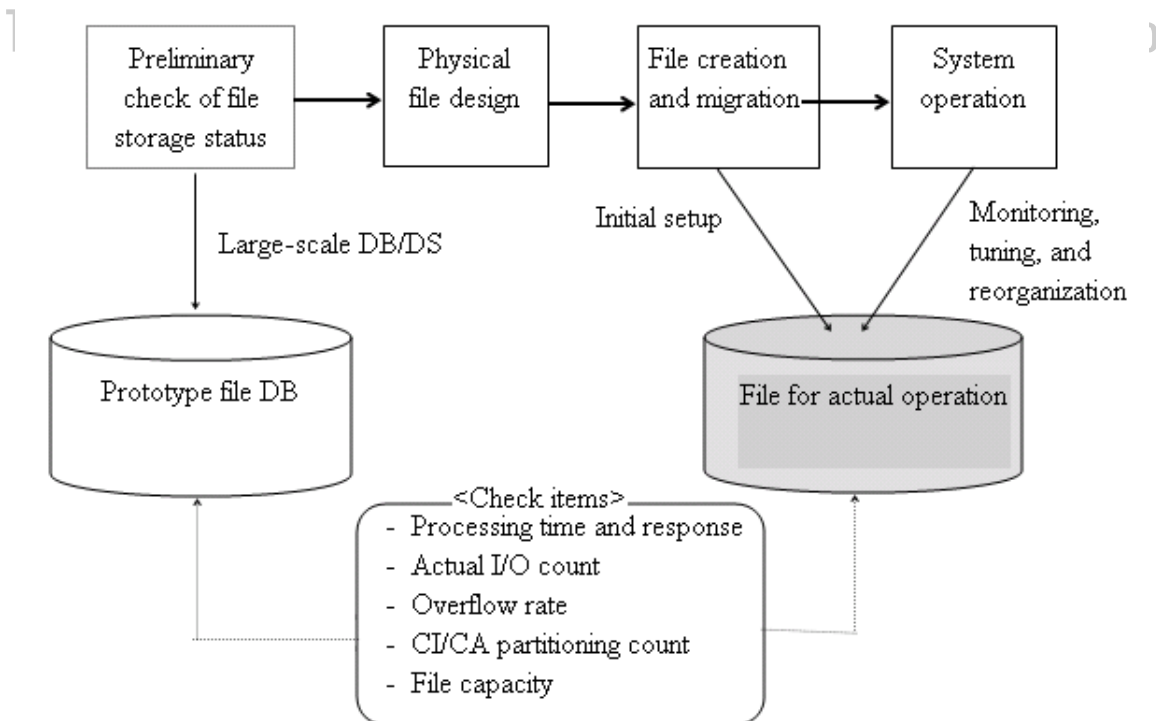 Preliminary
check of file
storage status
Physical
file design
File creation
and migration
System
operation
Large-scale DB/DS
Initial setup
Monitoring,
tuning, and
reorganization
Prototype file DB
File for actual operation
<Check items>
- Processing time and response
- Actual I/O count
- Overflow rate
- CI/CA partitioning count
- File capacity